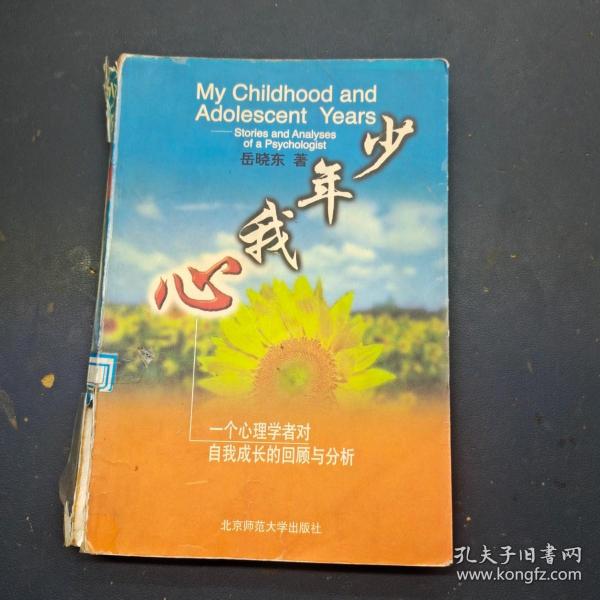 My Childhood and
Adolescent Years
——Stories and Analyses
of a Psychologist
岳晓东 著
少年我心
一个心理学者对
自我成长的回顾与分析
北京师范大学出版社
孔夫子旧书网
www.kongfz.com